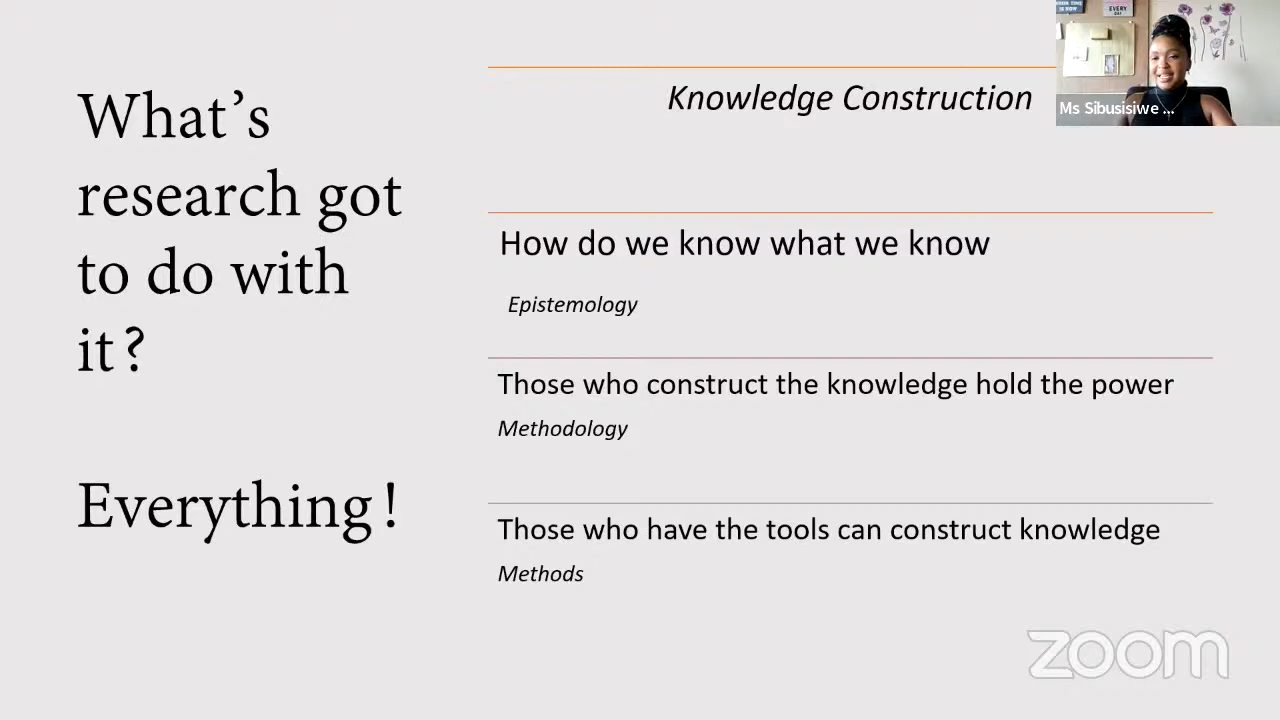 What's
research got
to do with
it?
Everything!
Knowledge Construction
How do we know what we know
Epistemology
Those who construct the knowledge hold the power
Methodology
Those who have the tools can construct knowledge
Methods
EVERY
Ms Sibusisiwe ...
zoom